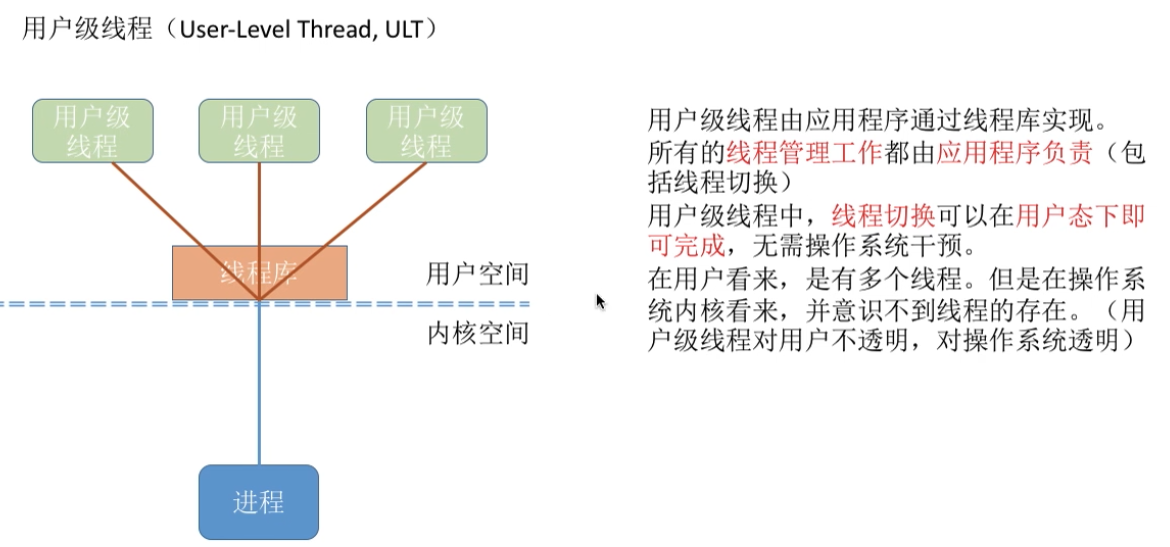 用户级线程（User-Level Thread, ULT）
用户级
线程
用户级
线程
用户级
线程
线程库
用户空间
内核空间
进程
用户级线程由应用程序通过线程库实现。
所有的线程管理工作都由应用程序负责（包
括线程切换）
用户级线程中，线程切换可以在用户态下即
可完成，无需操作系统干预。
在用户看来，是有多个线程。但是在操作系
统内核看来，并意识不到线程的存在。（用
户级线程对用户不透明，对操作系统透明）